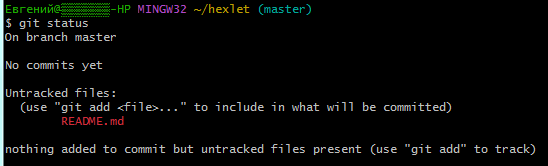 Евгений@▒▒▒▒▒▒▒-HP MINGW32 ~/hexlet (master)
$ git status
On branch master
No commits yet
Untracked files:
(use "git add <file>..." to include in what will be committed)
README.md
nothing added to commit but untracked files present (use "git add" to track)